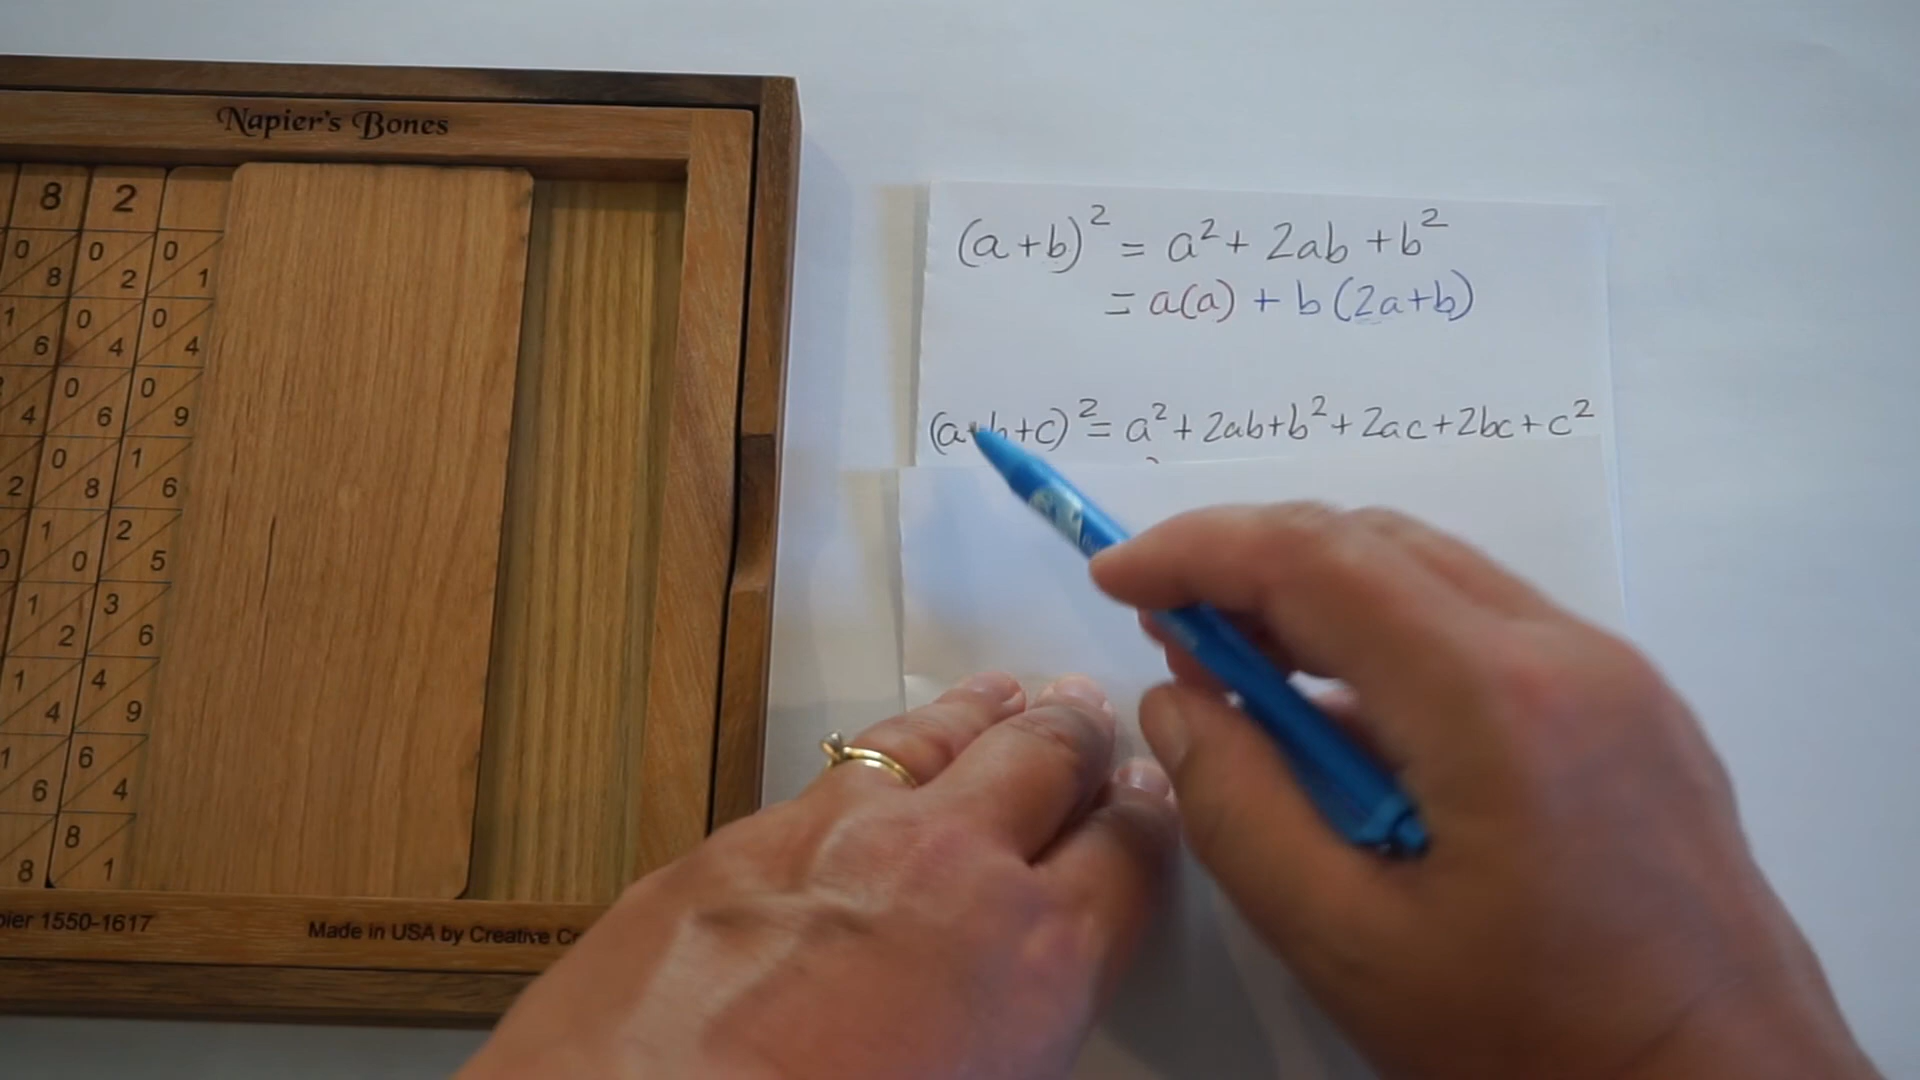 Napier's Bones
8 2
0 0 0
8 2 1
1 0 0
6 4 4
0 0
4 6 9
0 1
2 8 6
1 2
0 0 5
1 3
2 6
1 4
4 9
1 6
6 4
8
8 1
pier 1550-1617
Made in USA by Creative
(a+b)² = a² + 2ab + b²
= a(a) + b(2a+b)
(a+b+c)² = a² + 2ab + b² + 2ac + 2bc + c²